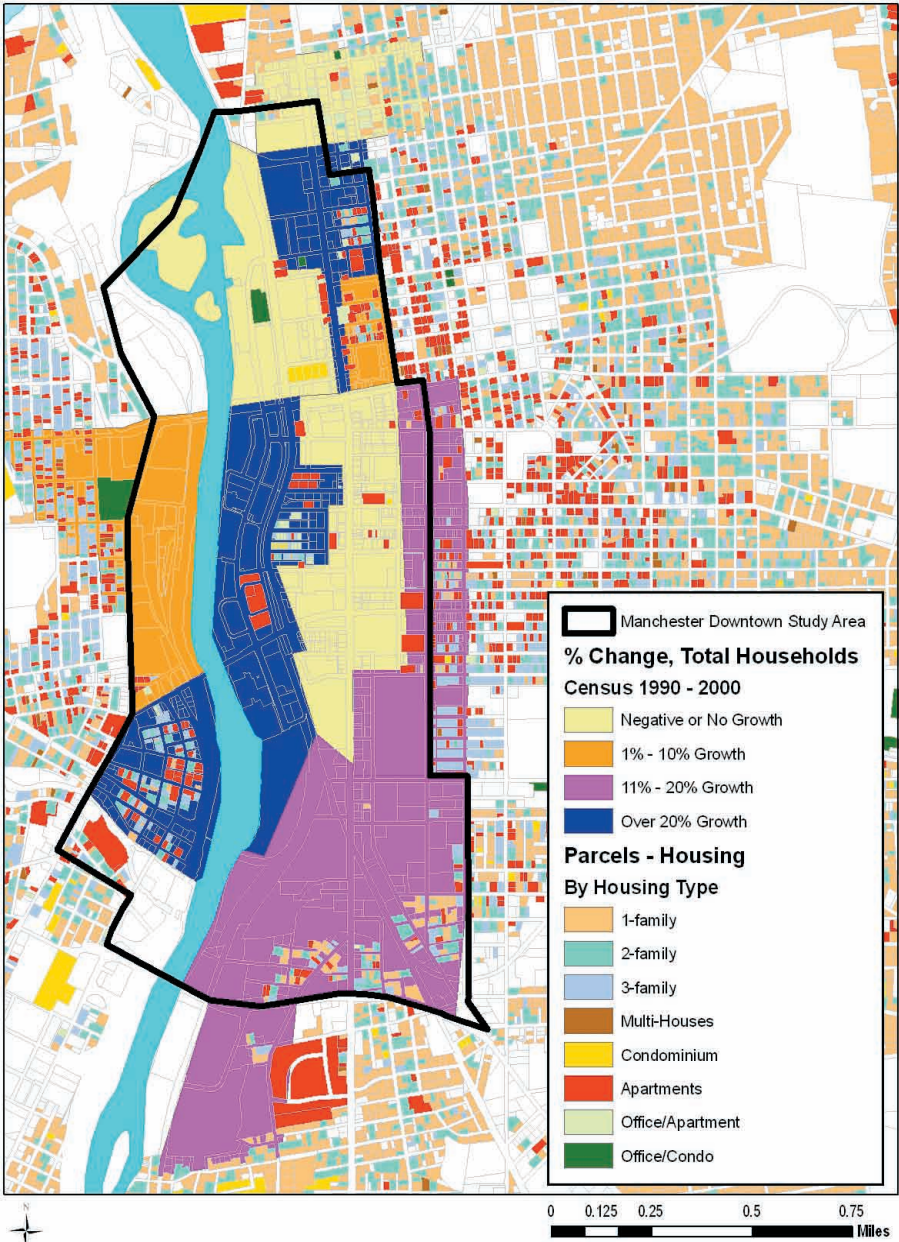 Manchester Downtown Study Area
% Change, Total Households
Census 1990 - 2000
Negative or No Growth
1% - 10% Growth
11% - 20% Growth
Over 20% Growth
Parcels - Housing
By Housing Type
1-family
2-family
3-family
Multi-Houses
Condominium
Apartments
Office/Apartment
Office/Condo
N
0 0.125 0.25 0.5 0.75
Miles